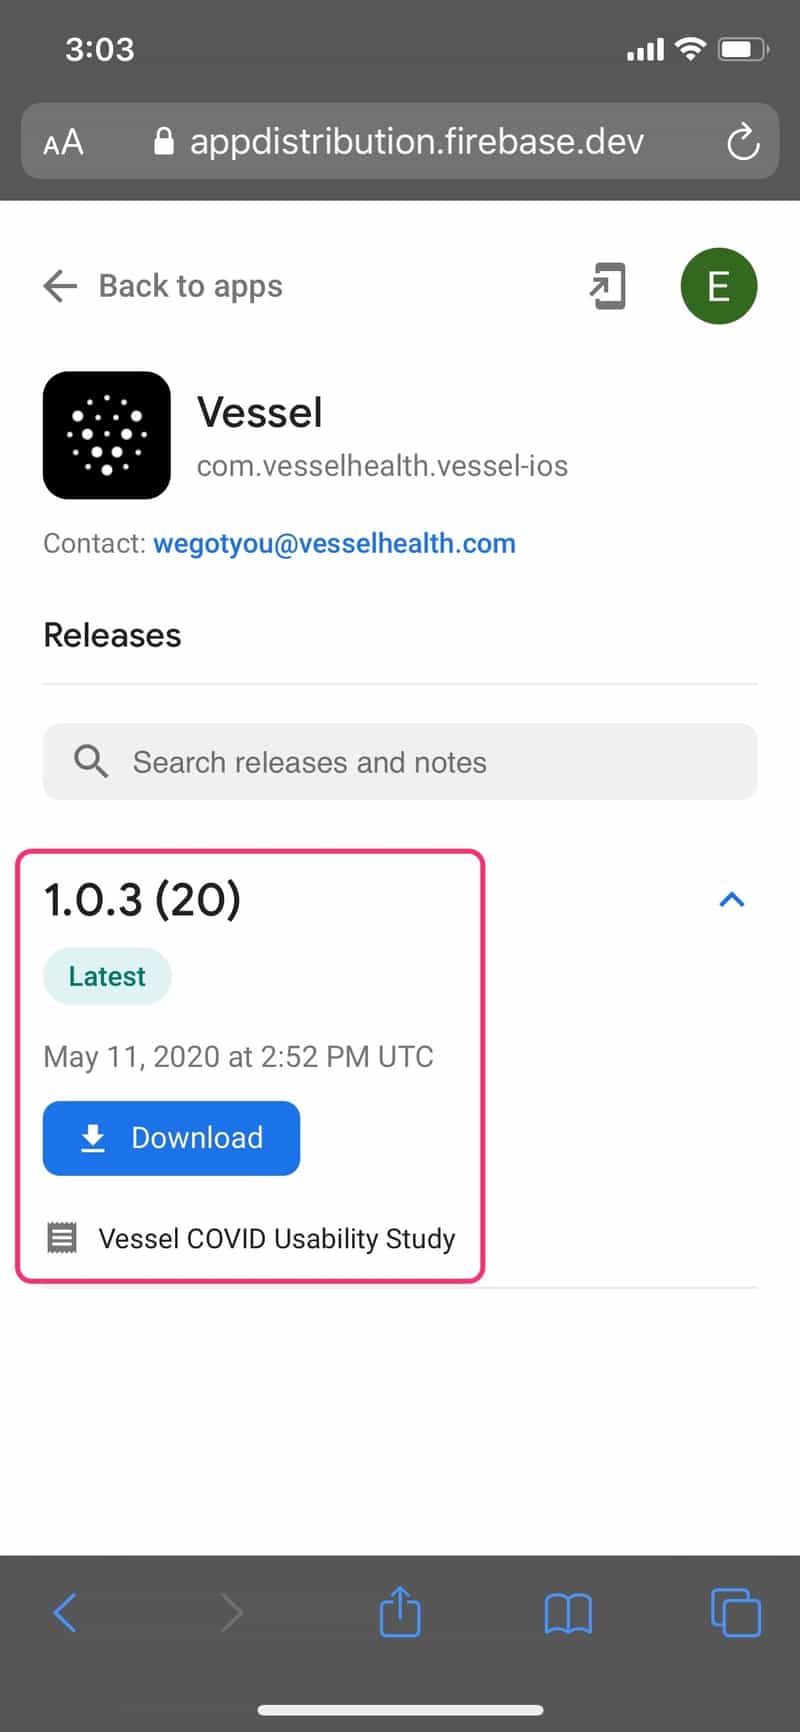 3:03
AA appdistribution.firebase.dev
Back to apps
E
Vessel
com.vesselhealth.vessel-ios
Contact: wegotyou@vesselhealth.com
Releases
Search releases and notes
1.0.3 (20)
Latest
May 11, 2020 at 2:52 PM UTC
Download
Vessel COVID Usability Study